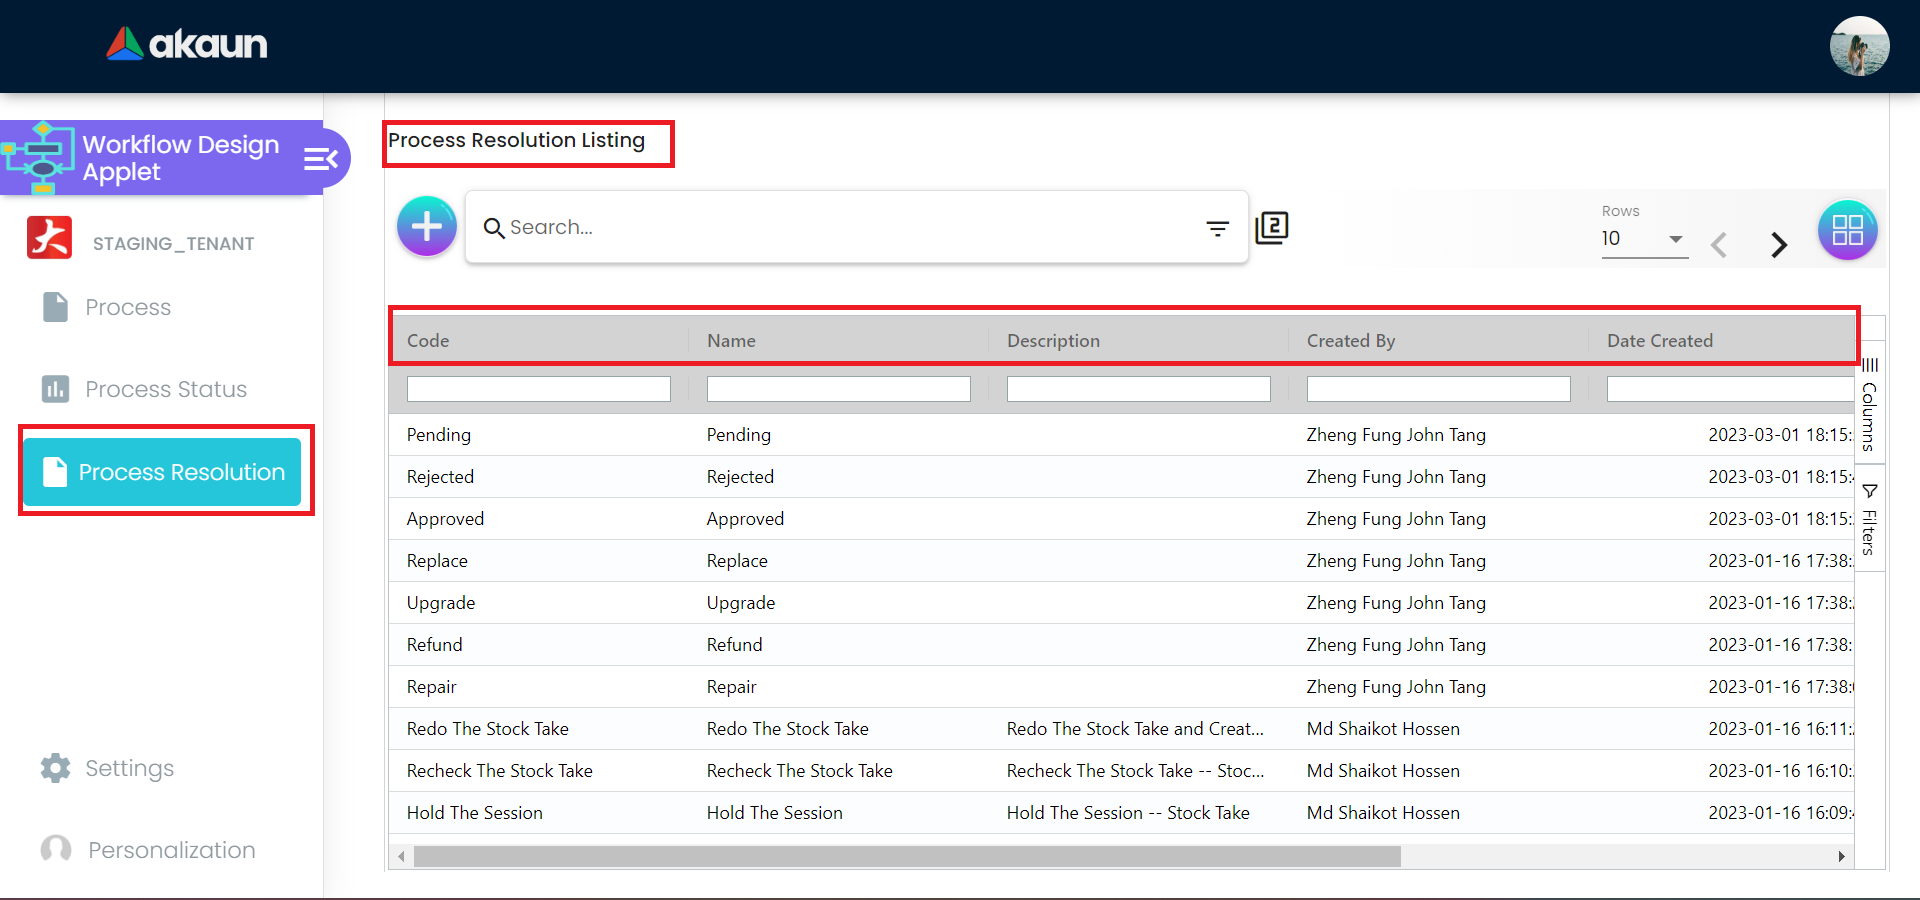 akaun
Workflow Design
Applet
STAGING_TENANT
Process
Process Status
Process Resolution
Settings
Personalization
Process Resolution Listing
Search...
2
Rows
10
Code Name Description Created By Date Created
Pending Pending Zheng Fung John Tang 2023-03-01 18:15:
Rejected Rejected Zheng Fung John Tang 2023-03-01 18:15:
Approved Approved Zheng Fung John Tang 2023-03-01 18:15:
Replace Replace Zheng Fung John Tang 2023-01-16 17:38:
Upgrade Upgrade Zheng Fung John Tang 2023-01-16 17:38:
Refund Refund Zheng Fung John Tang 2023-01-16 17:38:
Repair Repair Zheng Fung John Tang 2023-01-16 17:38:
Redo The Stock Take Redo The Stock Take Redo The Stock Take and Creat... Md Shaikot Hossen 2023-01-16 16:11:
Recheck The Stock Take Recheck The Stock Take Recheck The Stock Take -- Stoc... Md Shaikot Hossen 2023-01-16 16:10:
Hold The Session Hold The Session Hold The Session -- Stock Take Md Shaikot Hossen 2023-01-16 16:09:
Columns
Filters